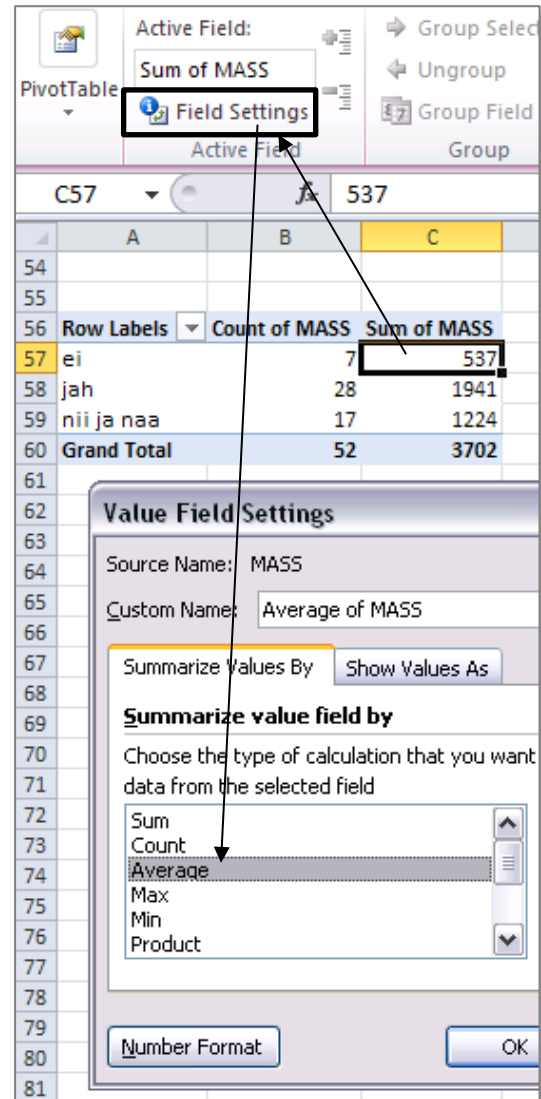 Active Field:
Group Selec
Sum of MASS
Ungroup
PivotTable
Field Settings
Group Field
Active Field
Group
C57 fx 537
A B C
54
55
56 Row Labels Count of MASS Sum of MASS
57 ei 7 537
58 jah 28 1941
59 nii ja naa 17 1224
60 Grand Total 52 3702
61
62 Value Field Settings
63
64 Source Name: MASS
65 Custom Name: Average of MASS
66
67 Summarize Values By Show Values As
68
69 Summarize value field by
70 Choose the type of calculation that you want
71 data from the selected field
72 Sum
73 Count
74 Average
75 Max
76 Min
77 Product
78
79
80 Number Format OK
81